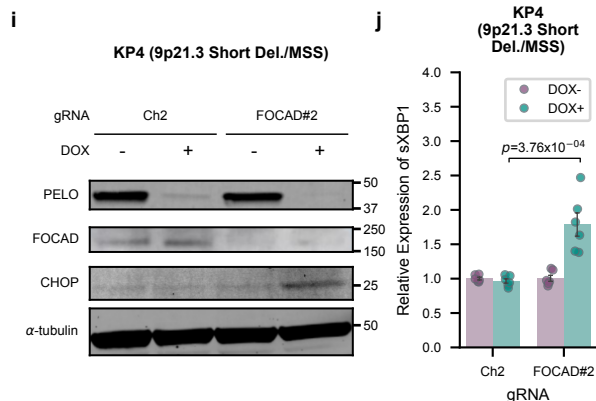 i
KP4 (9p21.3 Short Del./MSS)
gRNA Ch2 FOCAD#2
DOX - + - +
PELO 50 37
FOCAD 250 150
CHOP 25
α-tubulin 50
j
KP4
(9p21.3 Short
Del./MSS)
Relative Expression of sXBP1
4.0
3.5
3.0
2.5
2.0
1.5
1.0
0.5
0.0
DOX-
DOX+
p=3.76x10⁻⁰⁴
Ch2 FOCAD#2
gRNA